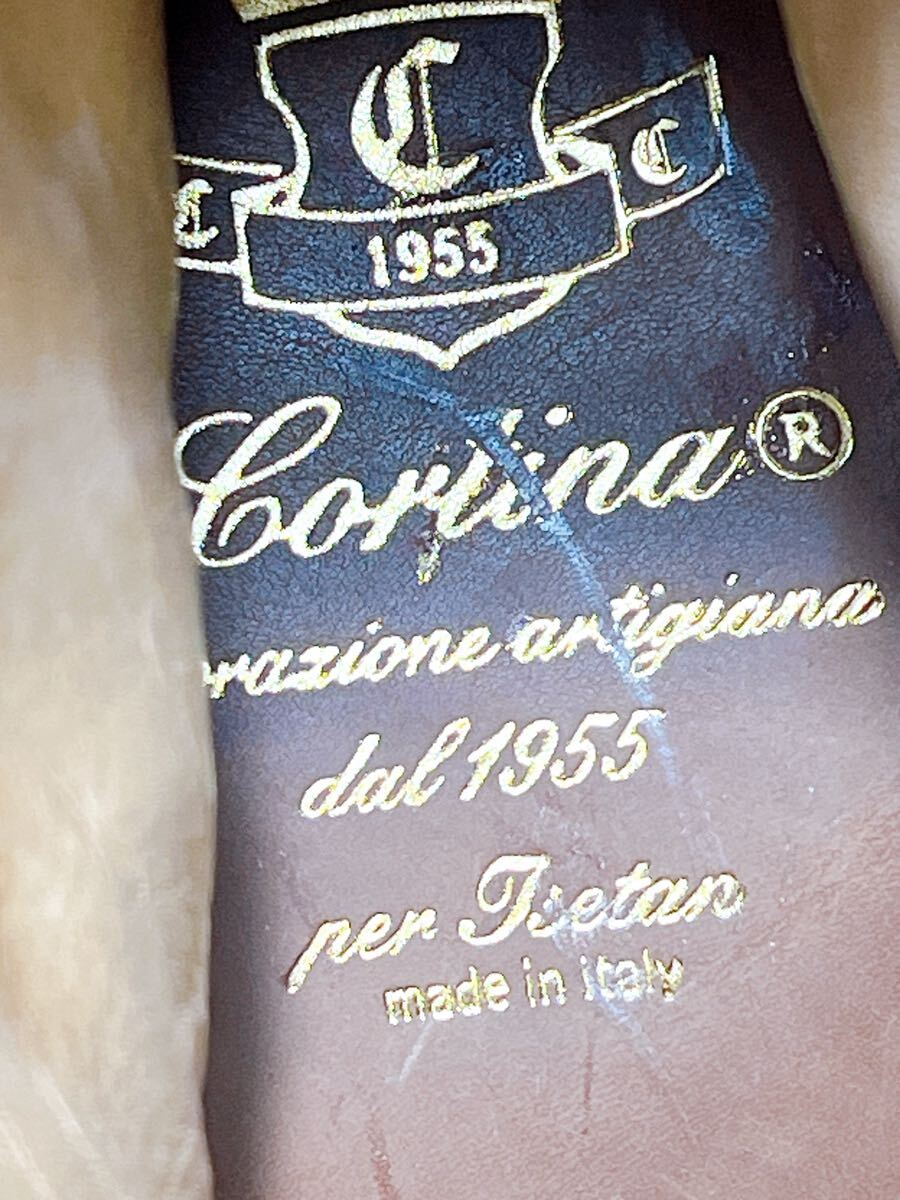 C
C
C
1955
Cortina®
razione artigiana
dal 1955
per Isetan
made in italy